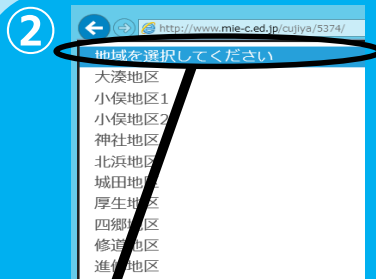 ②
http://www.mie-c.ed.jp/cujiya/5374/
地域を選択してください
大湊地区
小俣地区1
小俣地区2
神社地区
北浜地区
城田地区
厚生地区
四郷地区
修道地区
進修地区